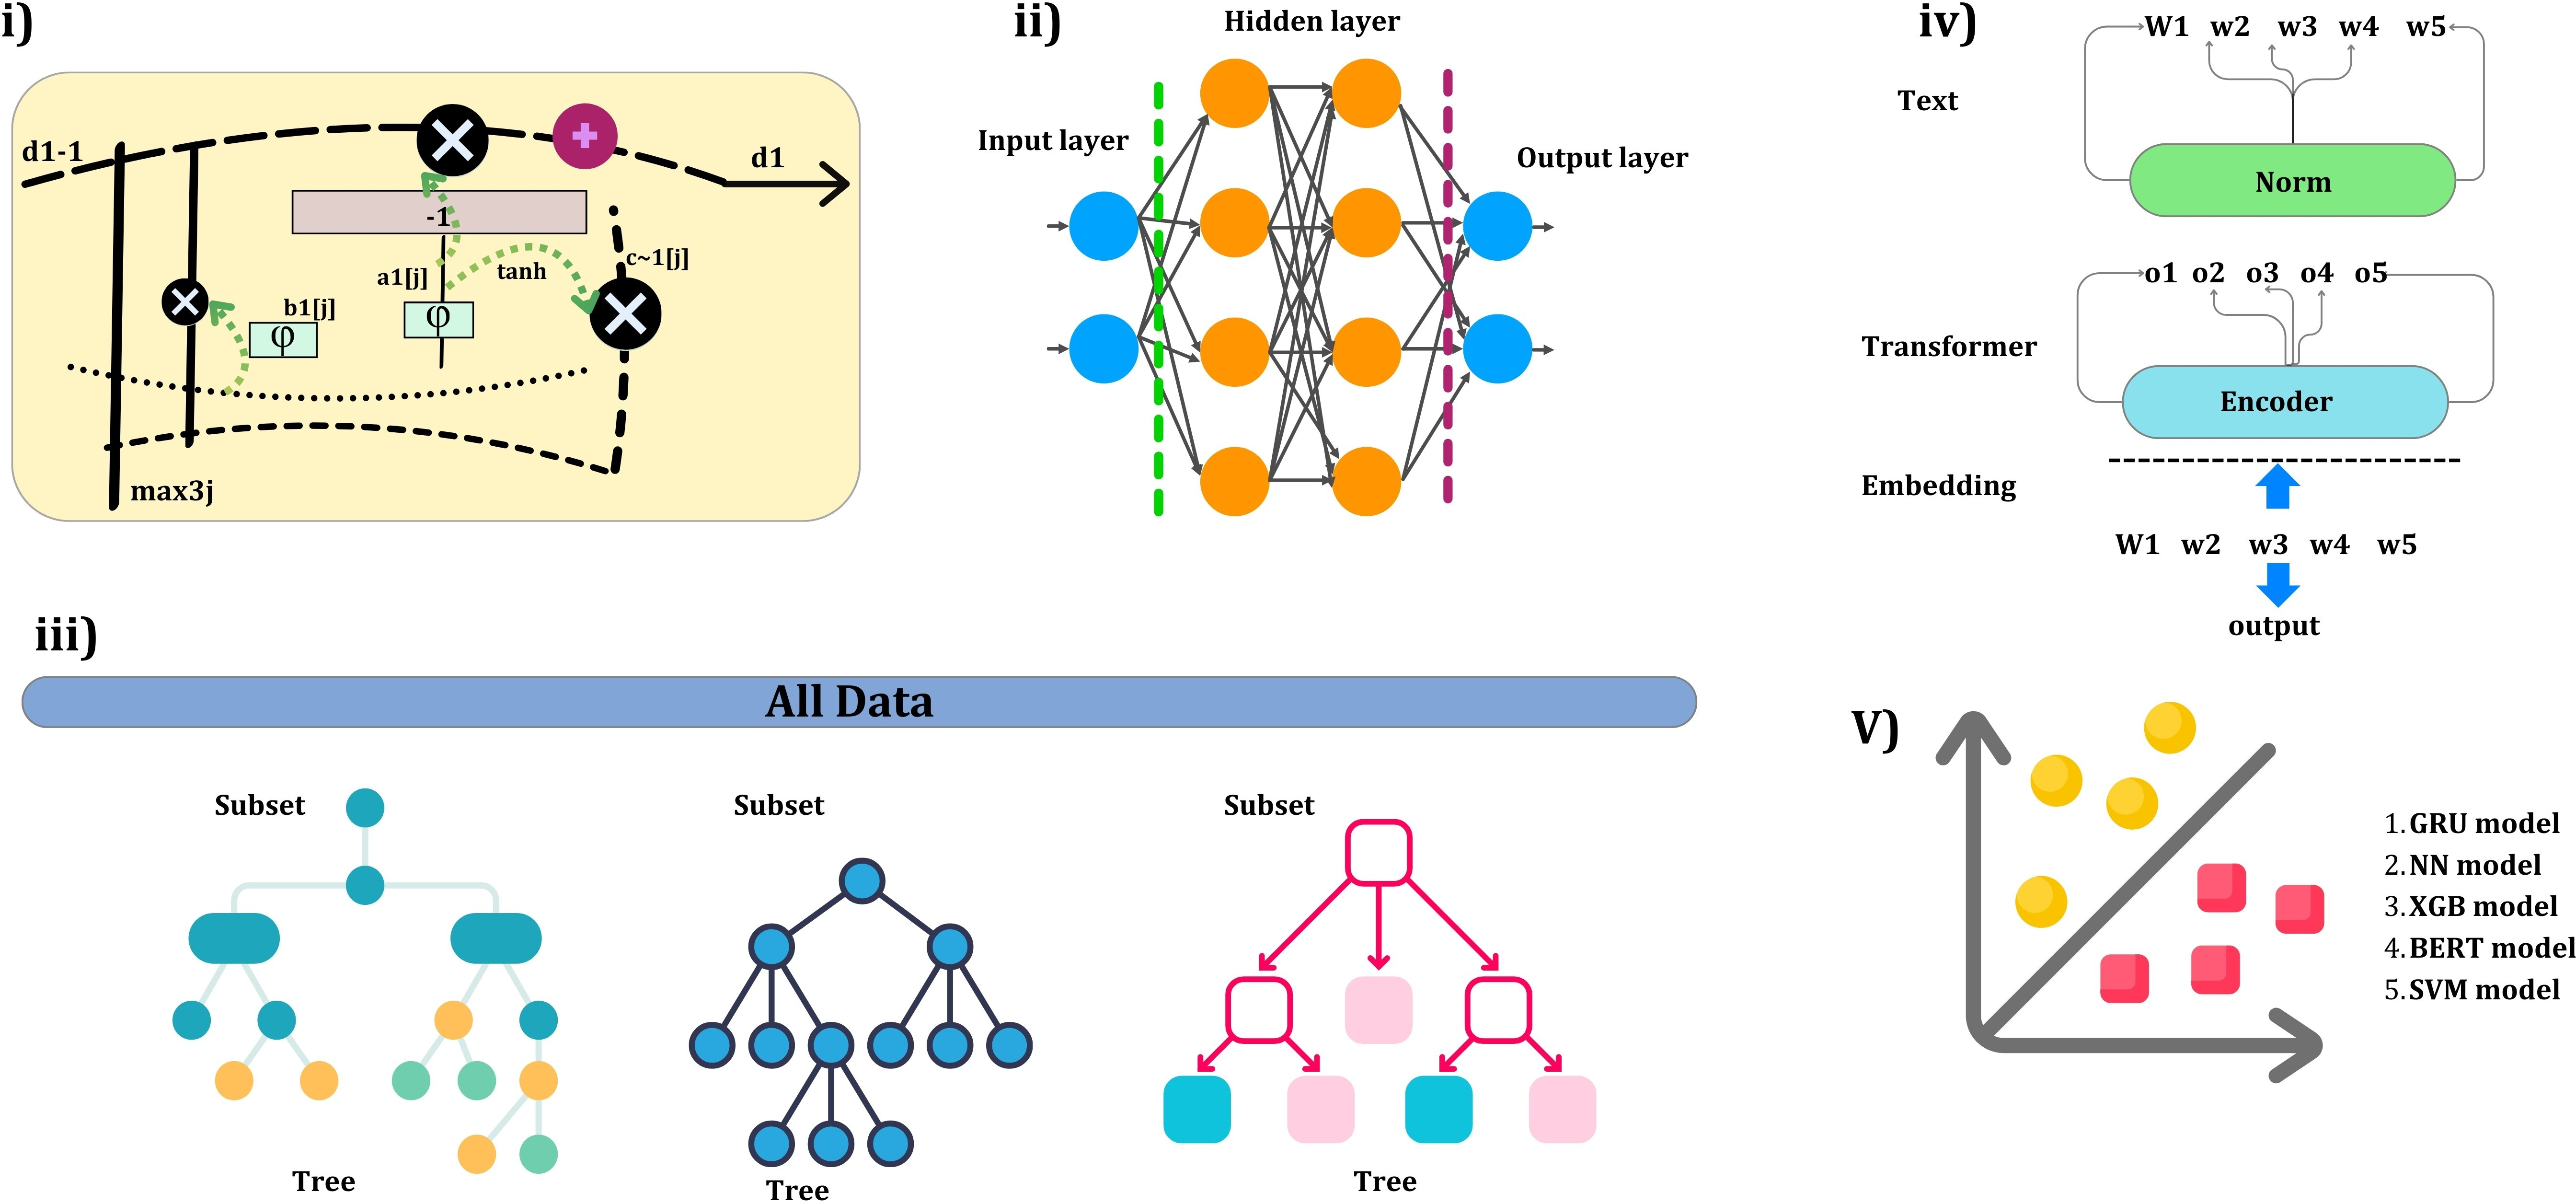 i)
d1-1
d1
-1
a1[j]
tanh
c~1[j]
b1[j]
φ
φ
max3j
ii)
Hidden layer
Input layer
Output layer
iv)
W1 w2 w3 w4 w5
Text
Norm
o1 o2 o3 o4 o5
Transformer
Encoder
Embedding
W1 w2 w3 w4 w5
output
iii)
All Data
Subset
Subset
Subset
Tree
Tree
Tree
V)
1. GRU model
2. NN model
3. XGB model
4. BERT model
5. SVM model